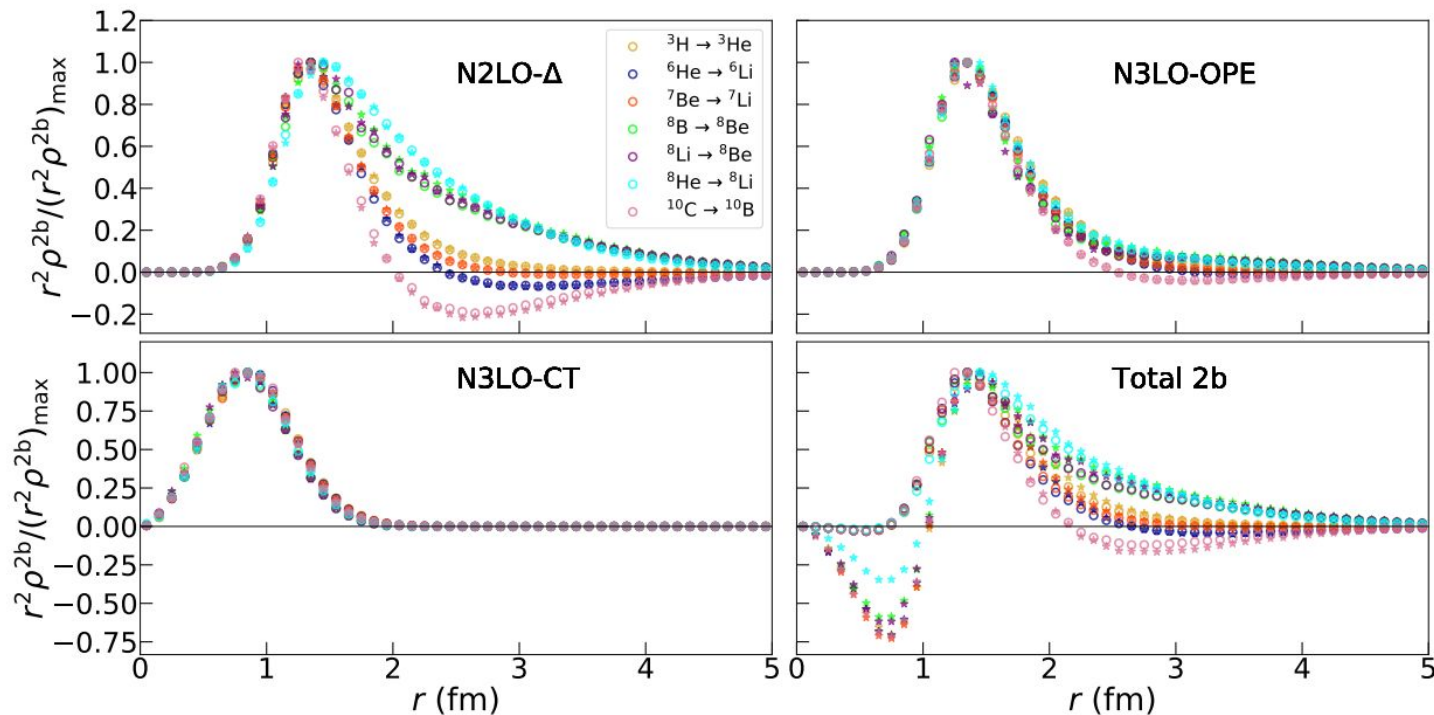 N2LO-Δ
N3LO-OPE
r²ρ²ᵇ/(r²ρ²ᵇ)max
1.2
1.0
0.8
0.6
0.4
0.2
0.0
−0.2
³H → ³He
⁶He → ⁶Li
⁷Be → ⁷Li
⁸B → ⁸Be
⁸Li → ⁸Be
⁸He → ⁸Li
¹⁰C → ¹⁰B
N3LO-CT
Total 2b
r²ρ²ᵇ/(r²ρ²ᵇ)max
1.00
0.75
0.50
0.25
0.00
−0.25
−0.50
−0.75
0 1 2 3 4 5
0 1 2 3 4 5
r (fm)
r (fm)